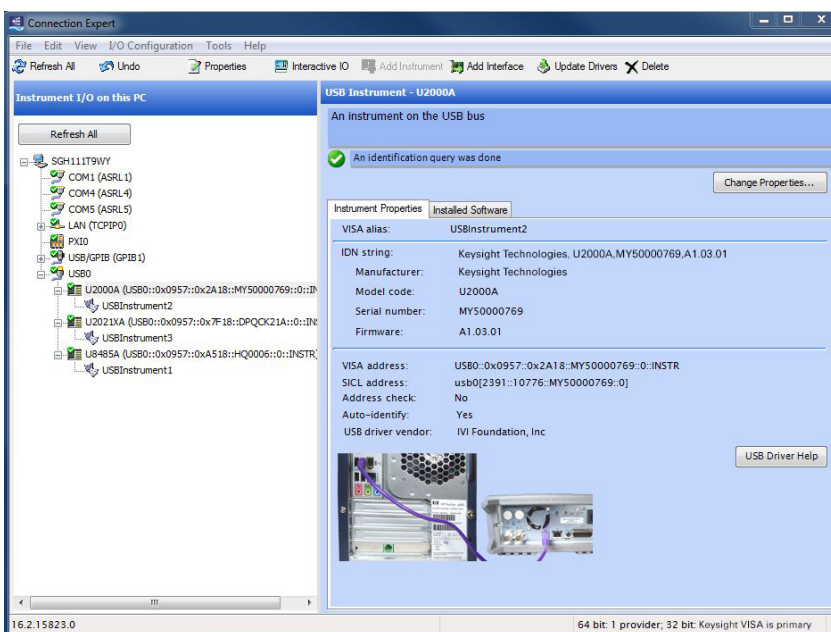 Connection Expert
File Edit View I/O Configuration Tools Help
Refresh All Undo Properties Interactive IO Add Instrument Add Interface Update Drivers Delete
Instrument I/O on this PC
Refresh All
SGH111T9WY
COM1 (ASRL1)
COM4 (ASRL4)
COM5 (ASRL5)
LAN (TCPIP0)
PXI0
USB/GPIB (GPIB1)
USB0
U2000A (USB0::0x0957::0x2A18::MY50000769::0::IN
USBInstrument2
U2021XA (USB0::0x0957::0x7F18::DPQCK21A::0::IN
USBInstrument3
U8485A (USB0::0x0957::0xA518::HQ0006::0::INSTR)
USBInstrument1
USB Instrument - U2000A
An instrument on the USB bus
An identification query was done
Change Properties...
Instrument Properties Installed Software
VISA alias: USBInstrument2
IDN string: Keysight Technologies, U2000A,MY50000769,A1.03.01
Manufacturer: Keysight Technologies
Model code: U2000A
Serial number: MY50000769
Firmware: A1.03.01
VISA address: USB0::0x0957::0x2A18::MY50000769::0::INSTR
SICL address: usb0[2391::10776::MY50000769::0]
Address check: No
Auto-identify: Yes
USB driver vendor: IVI Foundation, Inc
USB Driver Help
16.2.15823.0
64 bit: 1 provider; 32 bit: Keysight VISA is primary